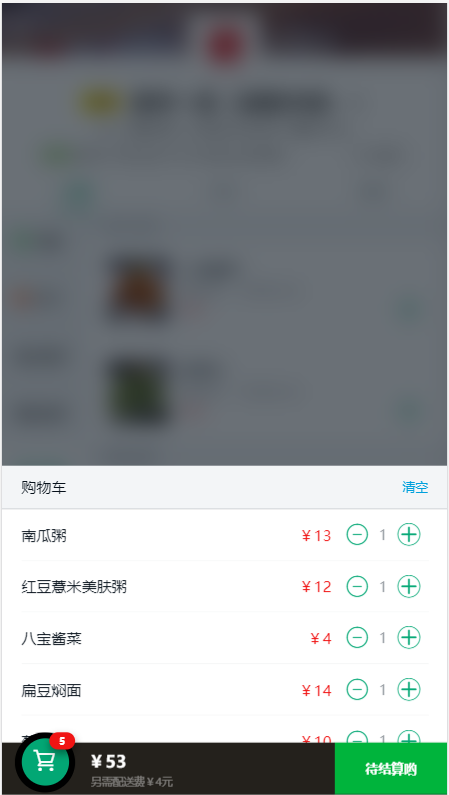 购物车 清空
南瓜粥 ￥13 1
红豆薏米美肤粥 ￥12 1
八宝酱菜 ￥4 1
扁豆焖面 ￥14 1
￥10 1
5
￥53
另需配送费￥4元
待结算哟